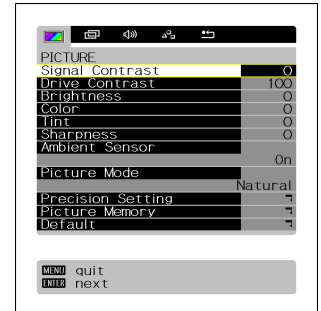 PICTURE
Signal Contrast 0
Drive Contrast 100
Brightness 0
Color 0
Tint 0
Sharpness 0
Ambient Sensor
On
Picture Mode
Natural
Precision Setting
Picture Memory
Default
MENU quit
ENTER next